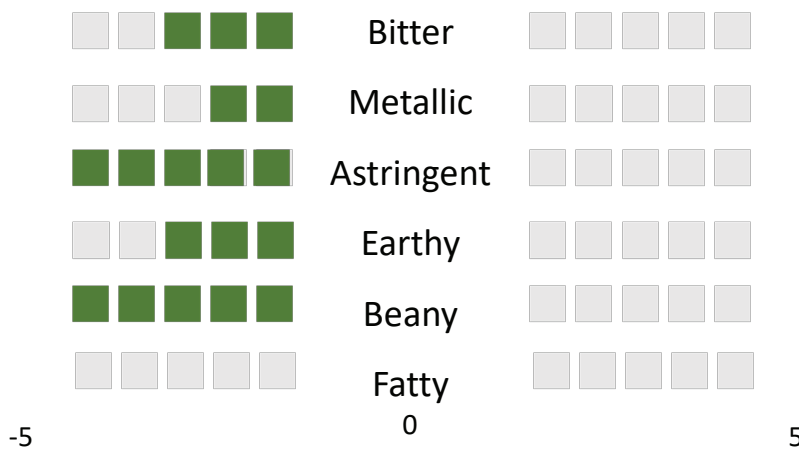 Bitter
Metallic
Astringent
Earthy
Beany
Fatty
-5 0 5